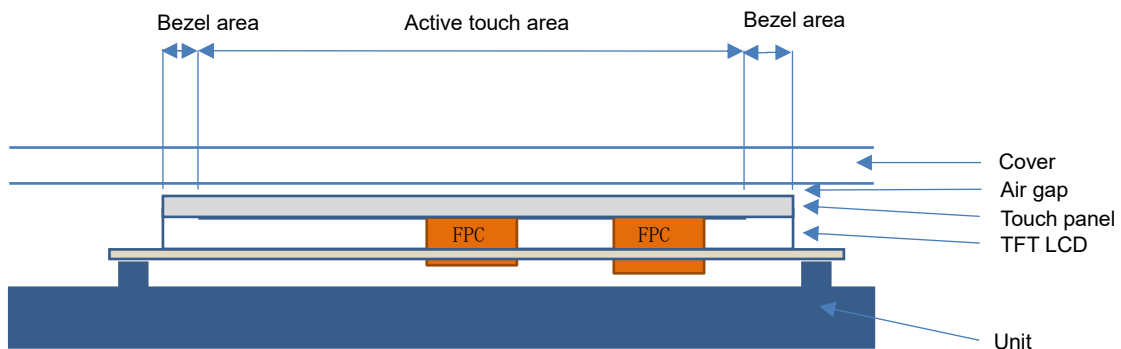 Bezel area
Active touch area
Bezel area
Cover
Air gap
Touch panel
FPC
FPC
TFT LCD
Unit